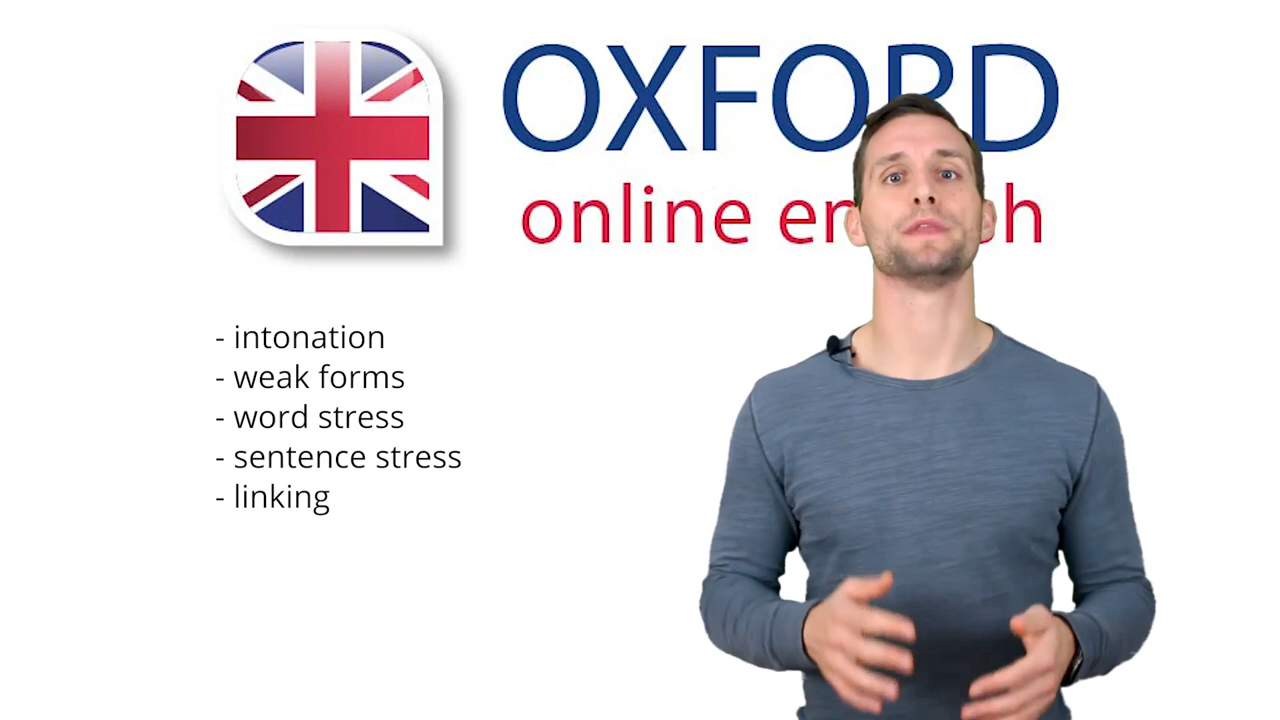 OXFORD
online
- intonation
- weak forms
- word stress
- sentence stress
- linking